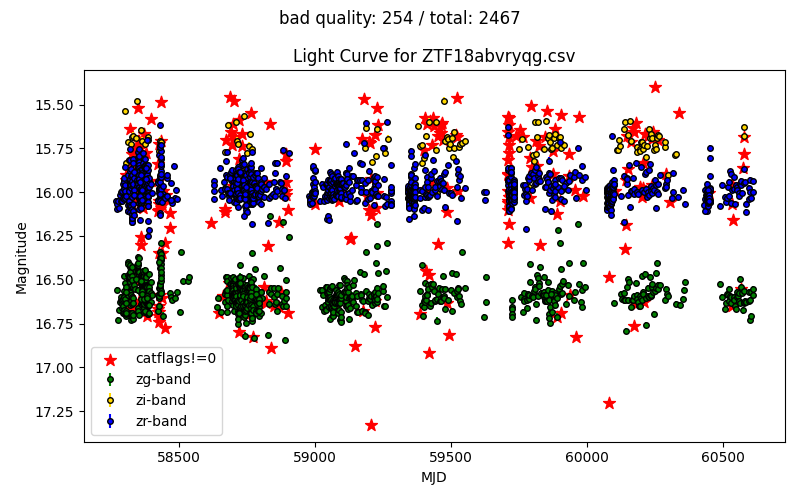 bad quality: 254 / total: 2467
Light Curve for ZTF18abvryqg.csv
15.50
15.75
16.00
16.25
16.50
16.75
17.00
17.25
Magnitude
catflags!=0
zg-band
zi-band
zr-band
58500
59000
59500
60000
60500
MJD